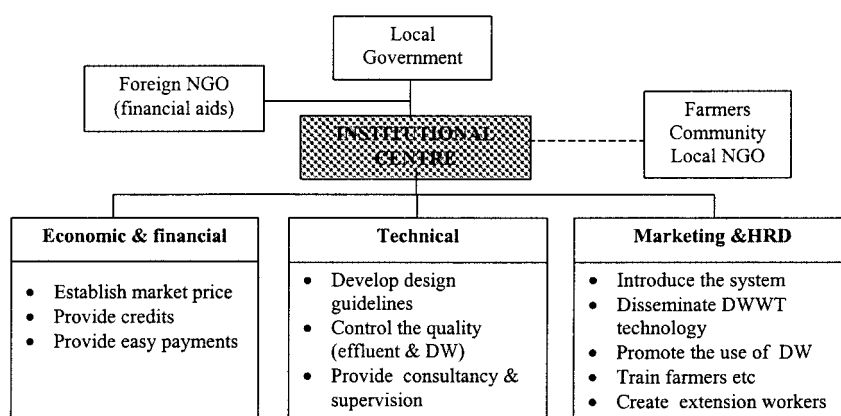 Local
Government
Foreign NGO
(financial aids)
INSTITUTIONAL
CENTRE
Farmers
Community
Local NGO
Economic & financial
• Establish market price
• Provide credits
• Provide easy payments
Technical
• Develop design
guidelines
• Control the quality
(effluent & DW)
• Provide consultancy &
supervision
Marketing &HRD
• Introduce the system
• Disseminate DWWT
technology
• Promote the use of DW
• Train farmers etc
• Create extension workers